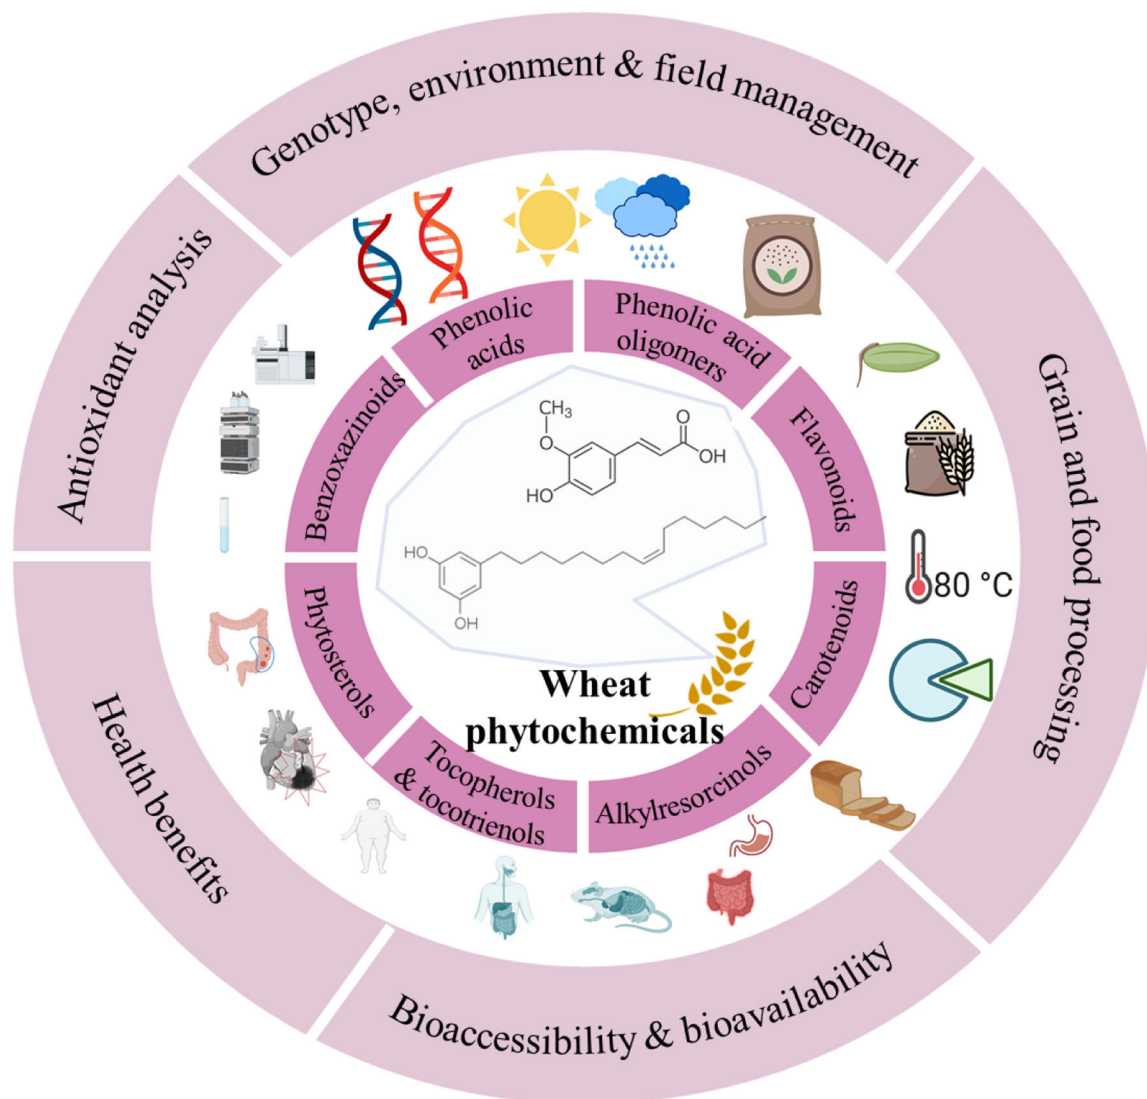 Genotype, environment & field management
Grain and food processing
Bioaccessibility & bioavailability
Health benefits
Antioxidant analysis
Phenolic
acids
Phenolic acid
oligomers
Flavonoids
Carotenoids
Alkylresorcinols
Tocopherols
& tocotrienols
Phytosterols
Benzoxazinoids
80 °C
CH₃
O
O
OH
HO
HO
OH
Wheat
phytochemicals